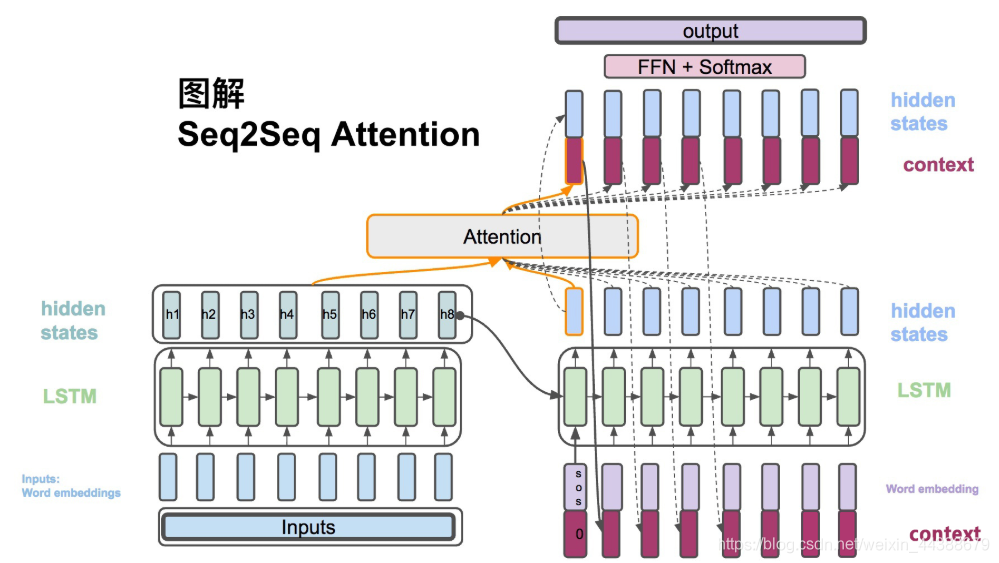 output
FFN + Softmax
图解
Seq2Seq Attention
hidden
states
context
Attention
hidden
states
h1 h2 h3 h4 h5 h6 h7 h8
hidden
states
LSTM
LSTM
Inputs:
Word embeddings
s
o
s
Word embedding
Inputs
0
context
https://blog.csdn.net/weixin_44388679